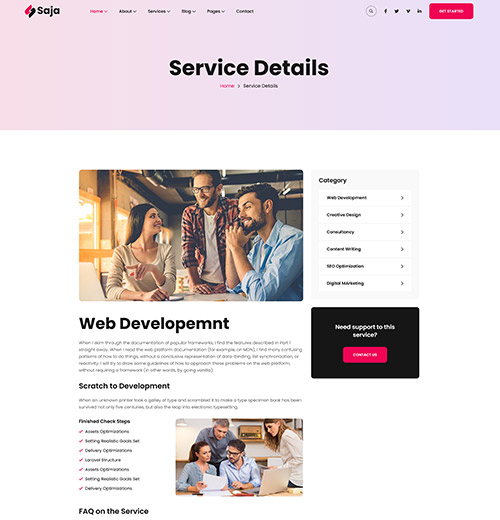 Saja
Home About Services Blog Pages Contact
GET STARTED
Service Details
Home > Service Details
Category
Web Development
Creative Design
Consultancy
Content Writing
SEO Optimization
Digital MArketing
Need support to this
service?
CONTACT US
Web Developemnt
When I skim through the documentation of popular frameworks, I find the features described in Part I
straight away. When I read the web platform documentation (for example, on MDN), I find many confusing
patterns of how to do things, without a conclusive representation of data-binding, list synchronization, or
reactivity. I will try to draw some guidelines of how to approach these problems on the web platform,
without requiring a framework (in other words, by going vanilla).
Scratch to Development
When an unknown printer took a galley of type and scrambled it to make a type specimen book has been
survived not only five centuries, but also the leap into electronic typesetting.
Finished Check Steps
Assets Optimizations
Setting Realistic Goals Set
Delivery Optimizations
Laravel Structure
Assets Optimizations
Setting Realistic Goals Set
Delivery Optimizations
FAQ on the Service